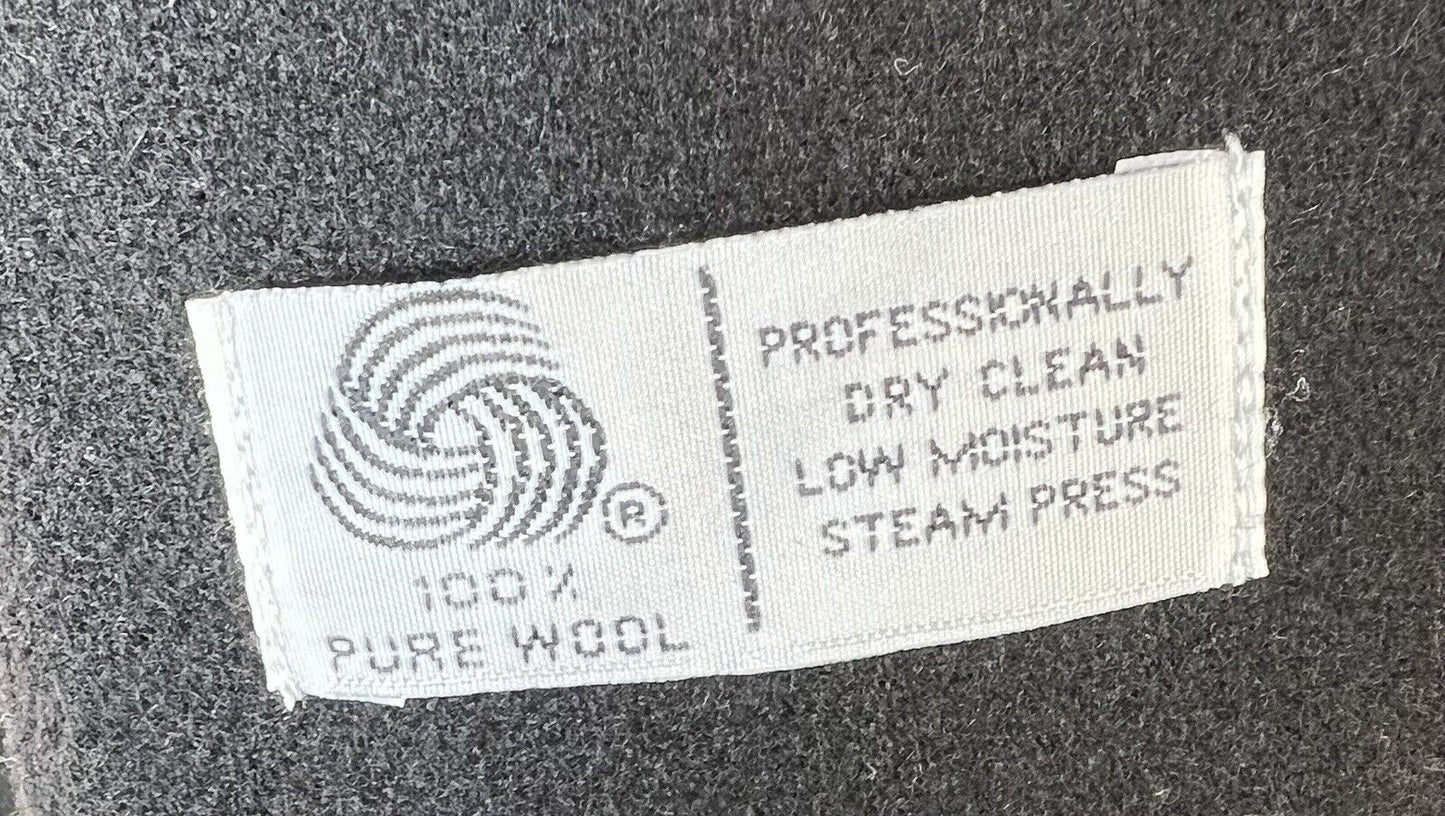 ®
100%
PURE WOOL
PROFESSIONALLY
DRY CLEAN
LOW MOISTURE
STEAM PRESS